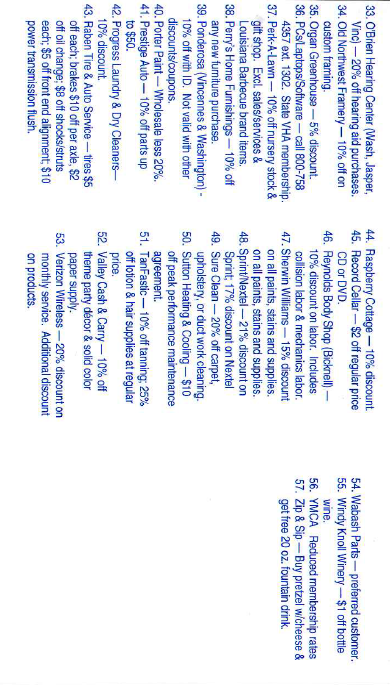 33. O'Brien Hearing Center (Wash, Jasper,
Vinc) – 20% off hearing aid purchases.
34. Old Northwest Framery – 10% off on
custom framing.
35. Organ Greenhouse – 5% discount.
36. PCs/Laptops/Software – call 800-758
4357 ext. 1302. State VHA membership.
37. Perk-A-Lawn – 10% off nursery stock &
gift shop. Excl. sales/services &
Louisiana Barbecue brand items.
38. Perry's Home Furnishings – 10% off
any new furniture purchase.
39. Ponderosa (Vincennes & Washington) -
10% off with ID. Not valid with other
discounts/coupons.
40. Porter Paint – Wholesale less 20%.
41. Prestige Auto – 10% off parts up
to $50.
42. Progress Laundry & Dry Cleaners–
10% discount.
43. Raben Tire & Auto Service – tires $5
off each; brakes $10 off per axle, $2
off oil change; $8 off shocks/struts
each; $5 off front end alignment; $10
power transmission flush.
44. Raspberry Cottage – 10% discount.
45. Record Cellar – $2 off regular price
CD or DVD.
46. Reynolds Body Shop (Bicknell) –
10% discount on labor. Includes
collision labor & mechanics labor.
47. Sherwin Williams – 15% discount
on all paints, stains and supplies.
on all paints, stains and supplies.
48. Sprint/Nextel – 21% discount on
Sprint; 17% discount on Nextel
49. Sure Clean – 20% off carpet,
upholstery, or duct work cleaning.
50. Sutton Heating & Cooling – $10
off peak performance maintenance
agreement.
51. TanFastic – 10% off tanning; 25%
off lotion & hair supplies at regular
price.
52. Valley Cash & Carry – 10% off
theme party décor & solid color
paper supply.
53. Verizon Wireless – 20% discount on
monthly service. Additional discount
on products.
54. Wabash Parts – preferred customer.
55. Windy Knoll Winery – $1 off bottle
wine.
56. YMCA Reduced membership rates
57. Zip & Sip – Buy pretzel w/cheese &
get free 20 oz. fountain drink.